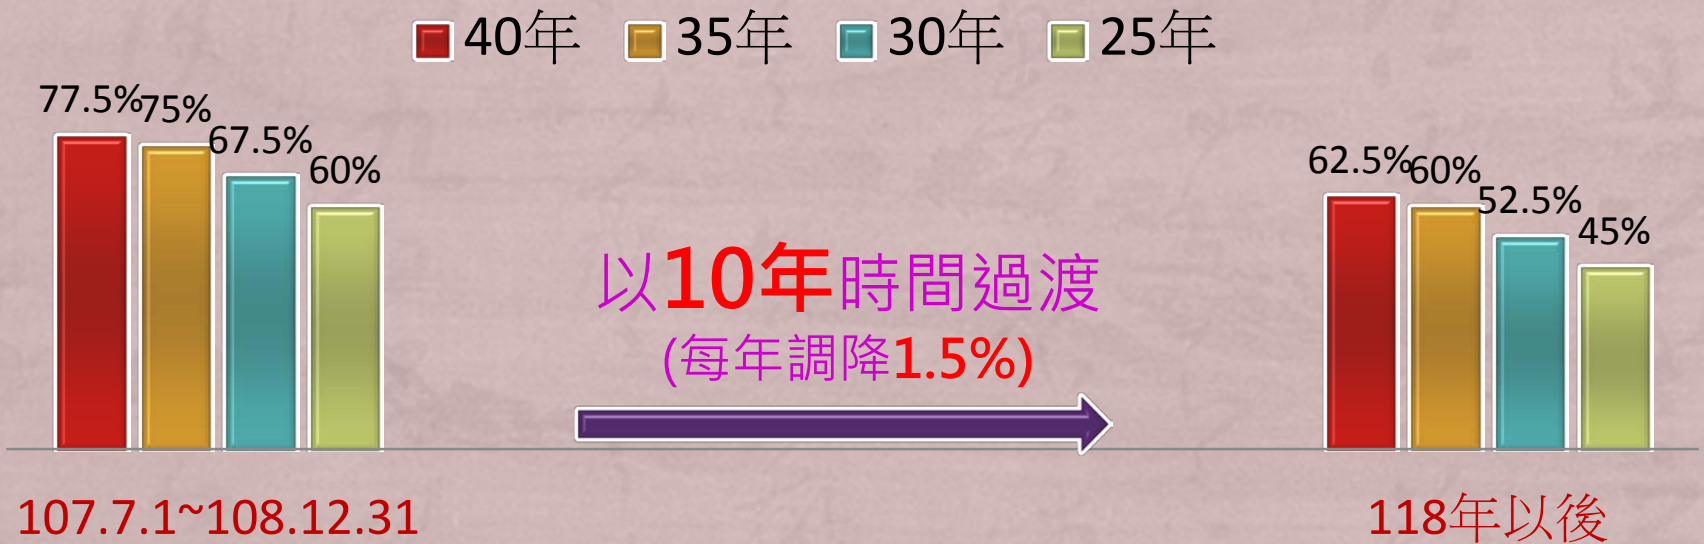 40年 35年 30年 25年
77.5% 75% 67.5% 60%
62.5% 60% 52.5% 45%
以10年時間過渡
(每年調降1.5%)
107.7.1~108.12.31
118年以後